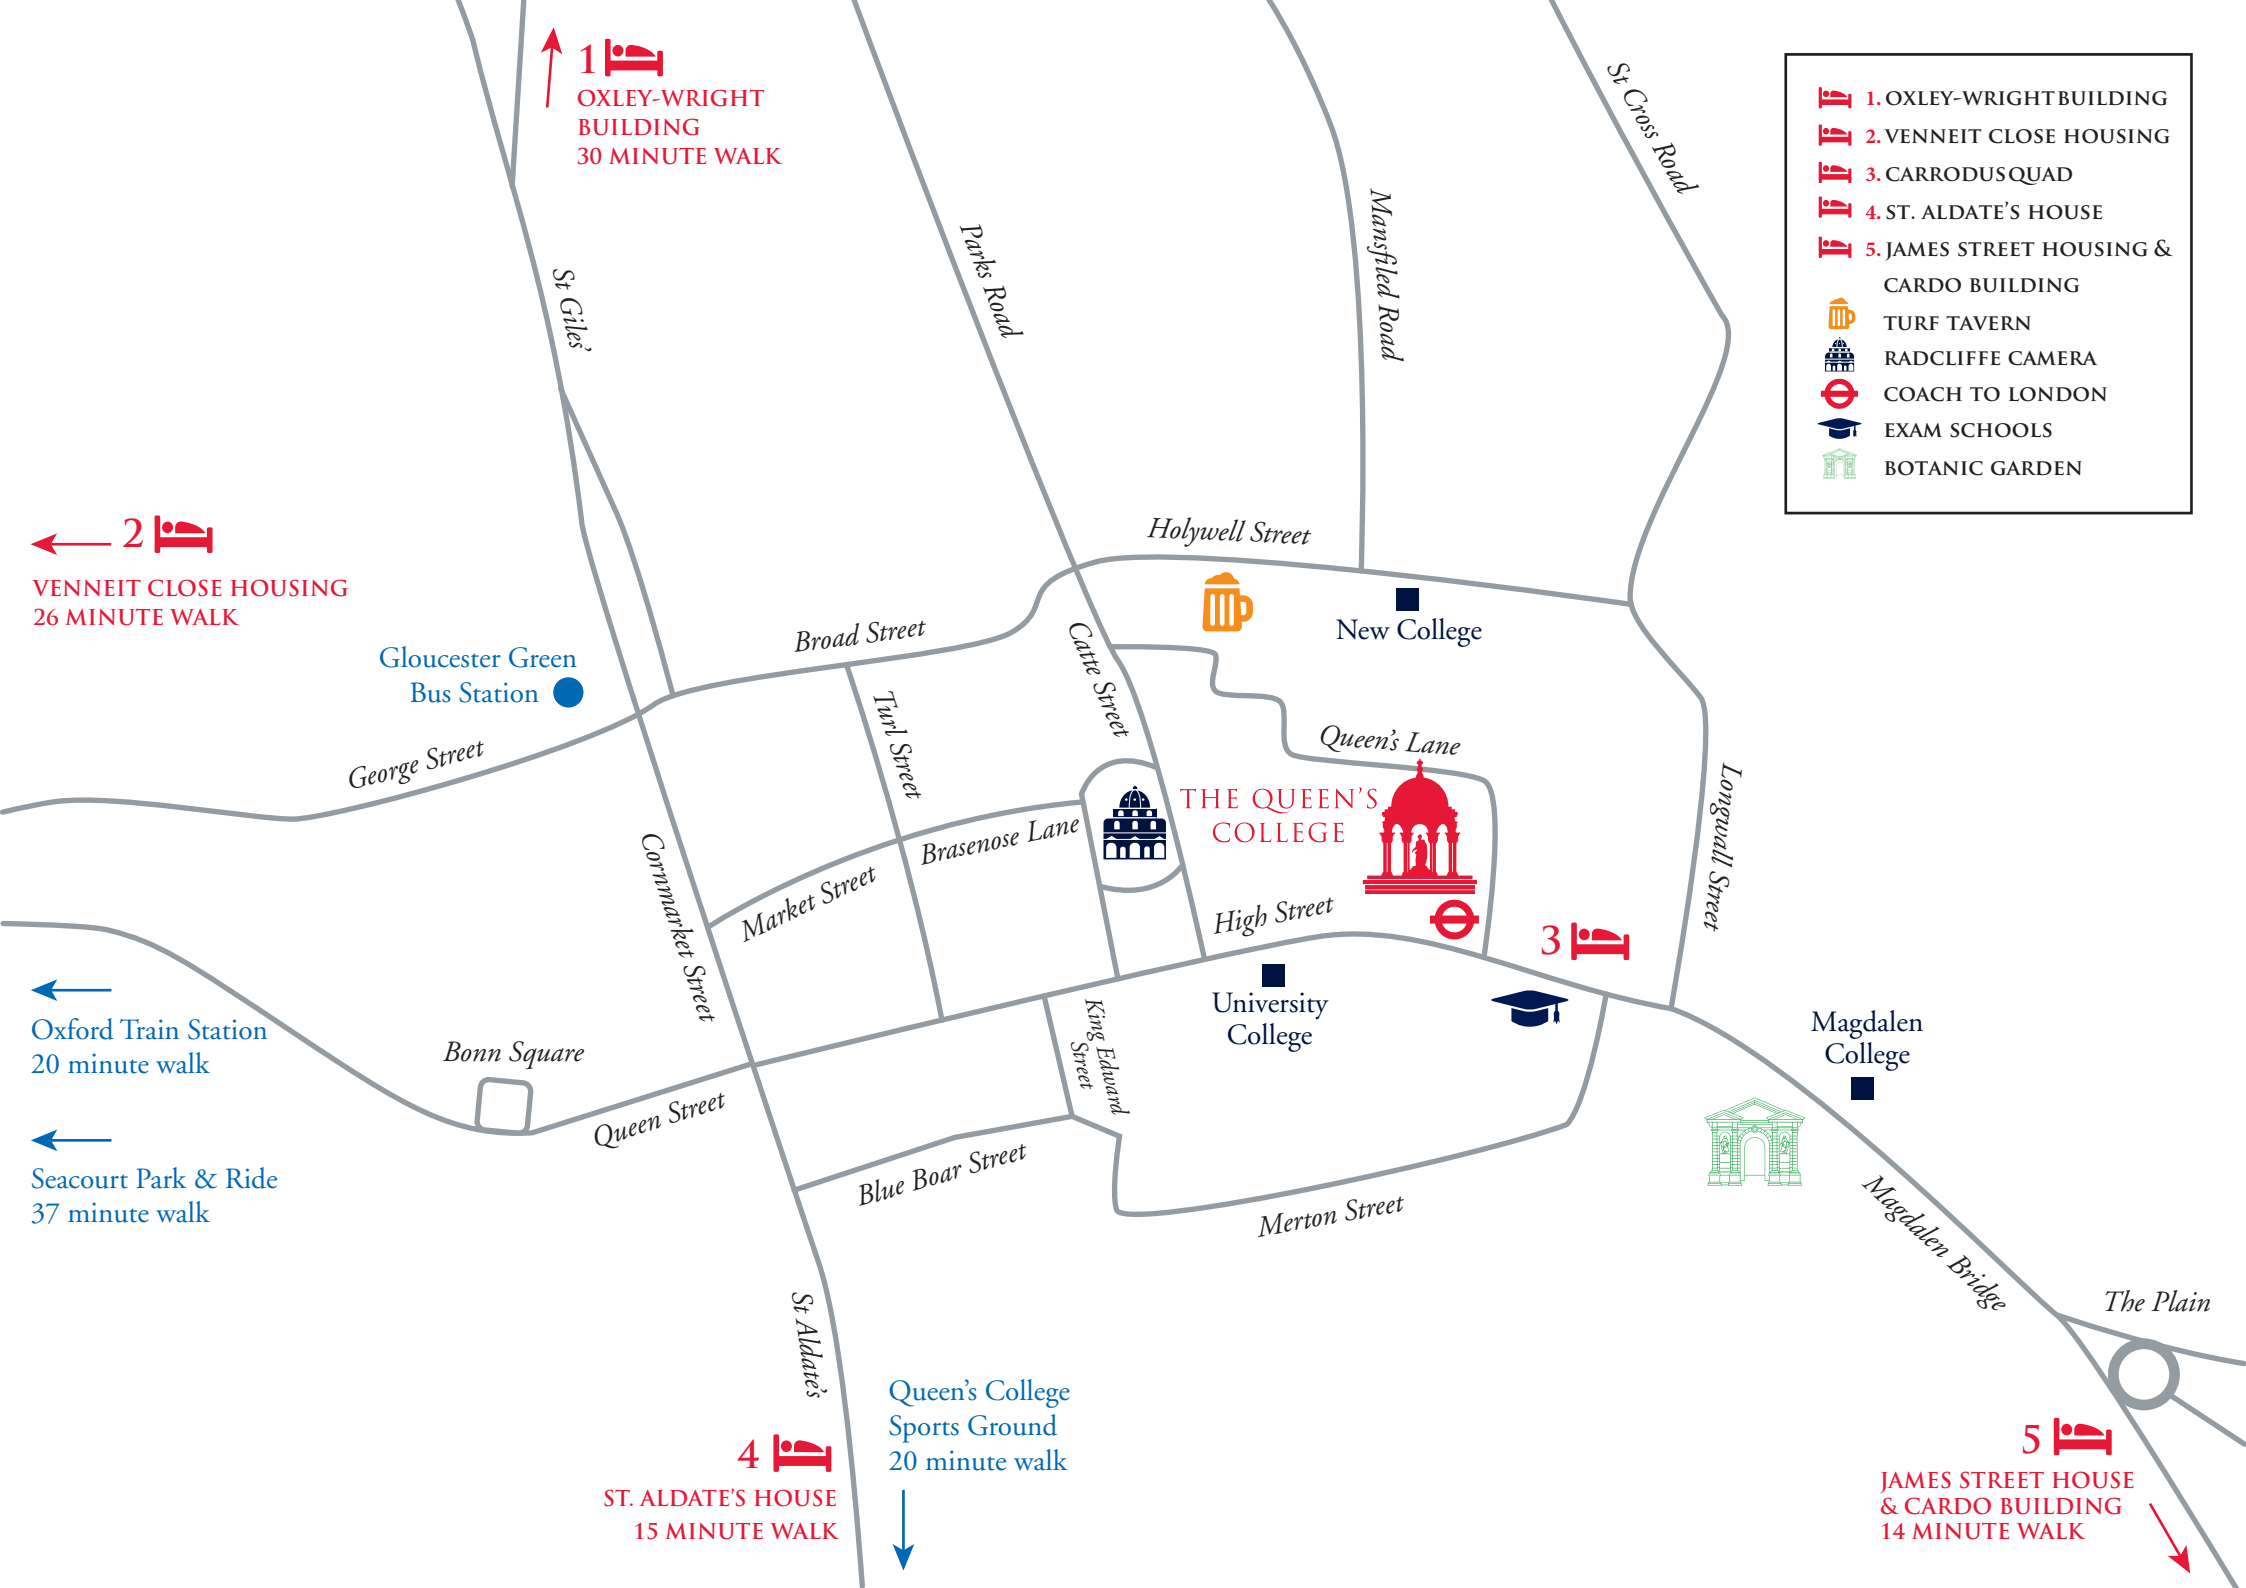 1
OXLEY-WRIGHT
BUILDING
30 MINUTE WALK
St Giles'
Parks Road
Mansfiled Road
St Cross Road
1. OXLEY-WRIGHT BUILDING
2. VENNEIT CLOSE HOUSING
3. CARRODUS QUAD
4. ST. ALDATE'S HOUSE
5. JAMES STREET HOUSING &
CARDO BUILDING
TURF TAVERN
RADCLIFFE CAMERA
COACH TO LONDON
EXAM SCHOOLS
BOTANIC GARDEN
2
VENNEIT CLOSE HOUSING
26 MINUTE WALK
Gloucester Green
Bus Station
George Street
Broad Street
Holywell Street
New College
Catte Street
Turl Street
Queen's Lane
THE QUEEN'S
COLLEGE
Longwall Street
Brasenose Lane
Market Street
Cornmarket Street
High Street
3
University
College
Magdalen
College
Oxford Train Station
20 minute walk
Bonn Square
Queen Street
King Edward
Street
Seacourt Park & Ride
37 minute walk
Blue Boar Street
Merton Street
Magdalen Bridge
The Plain
St Aldate's
Queen's College
Sports Ground
20 minute walk
4
ST. ALDATE'S HOUSE
15 MINUTE WALK
5
JAMES STREET HOUSE
& CARDO BUILDING
14 MINUTE WALK